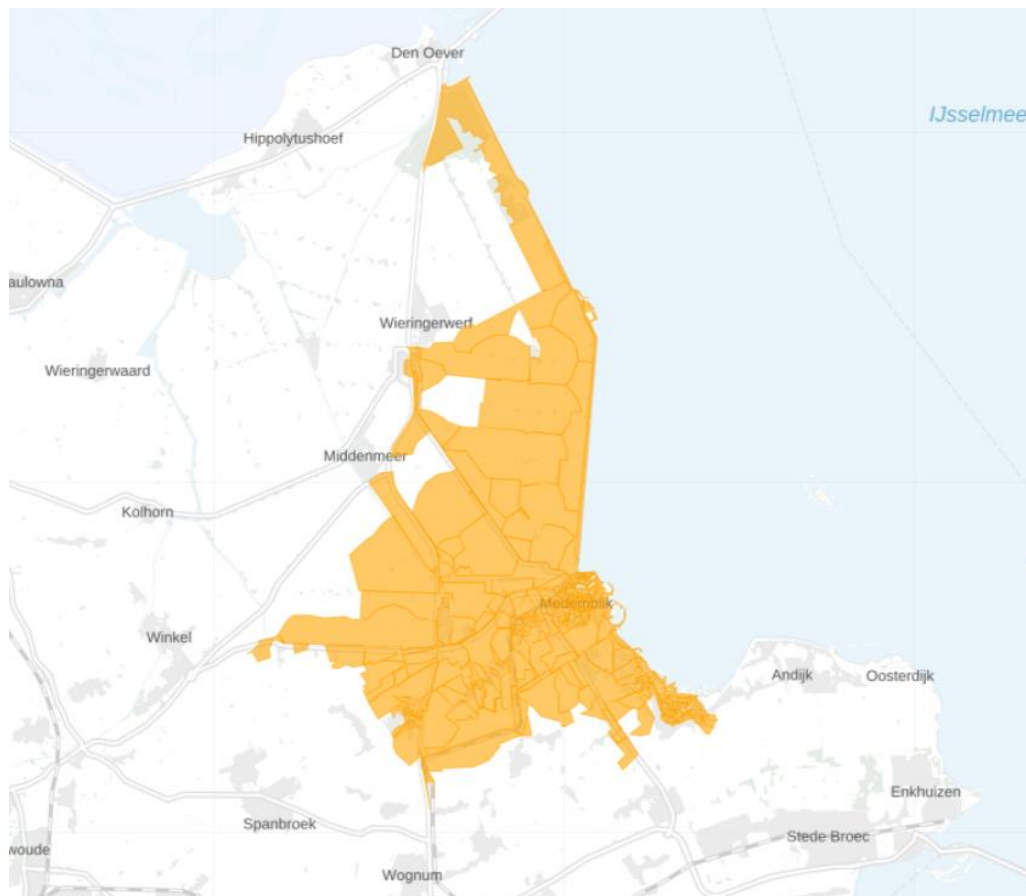 Den Oever
IJsselmee
Hippolytushoef
aulowna
Wieringerwerf
Wieringerwaard
Middenmeer
Kolhorn
Medemblik
Winkel
Andijk
Oosterdijk
Enkhuizen
Spanbroek
Stede Broec
woude
Wognum